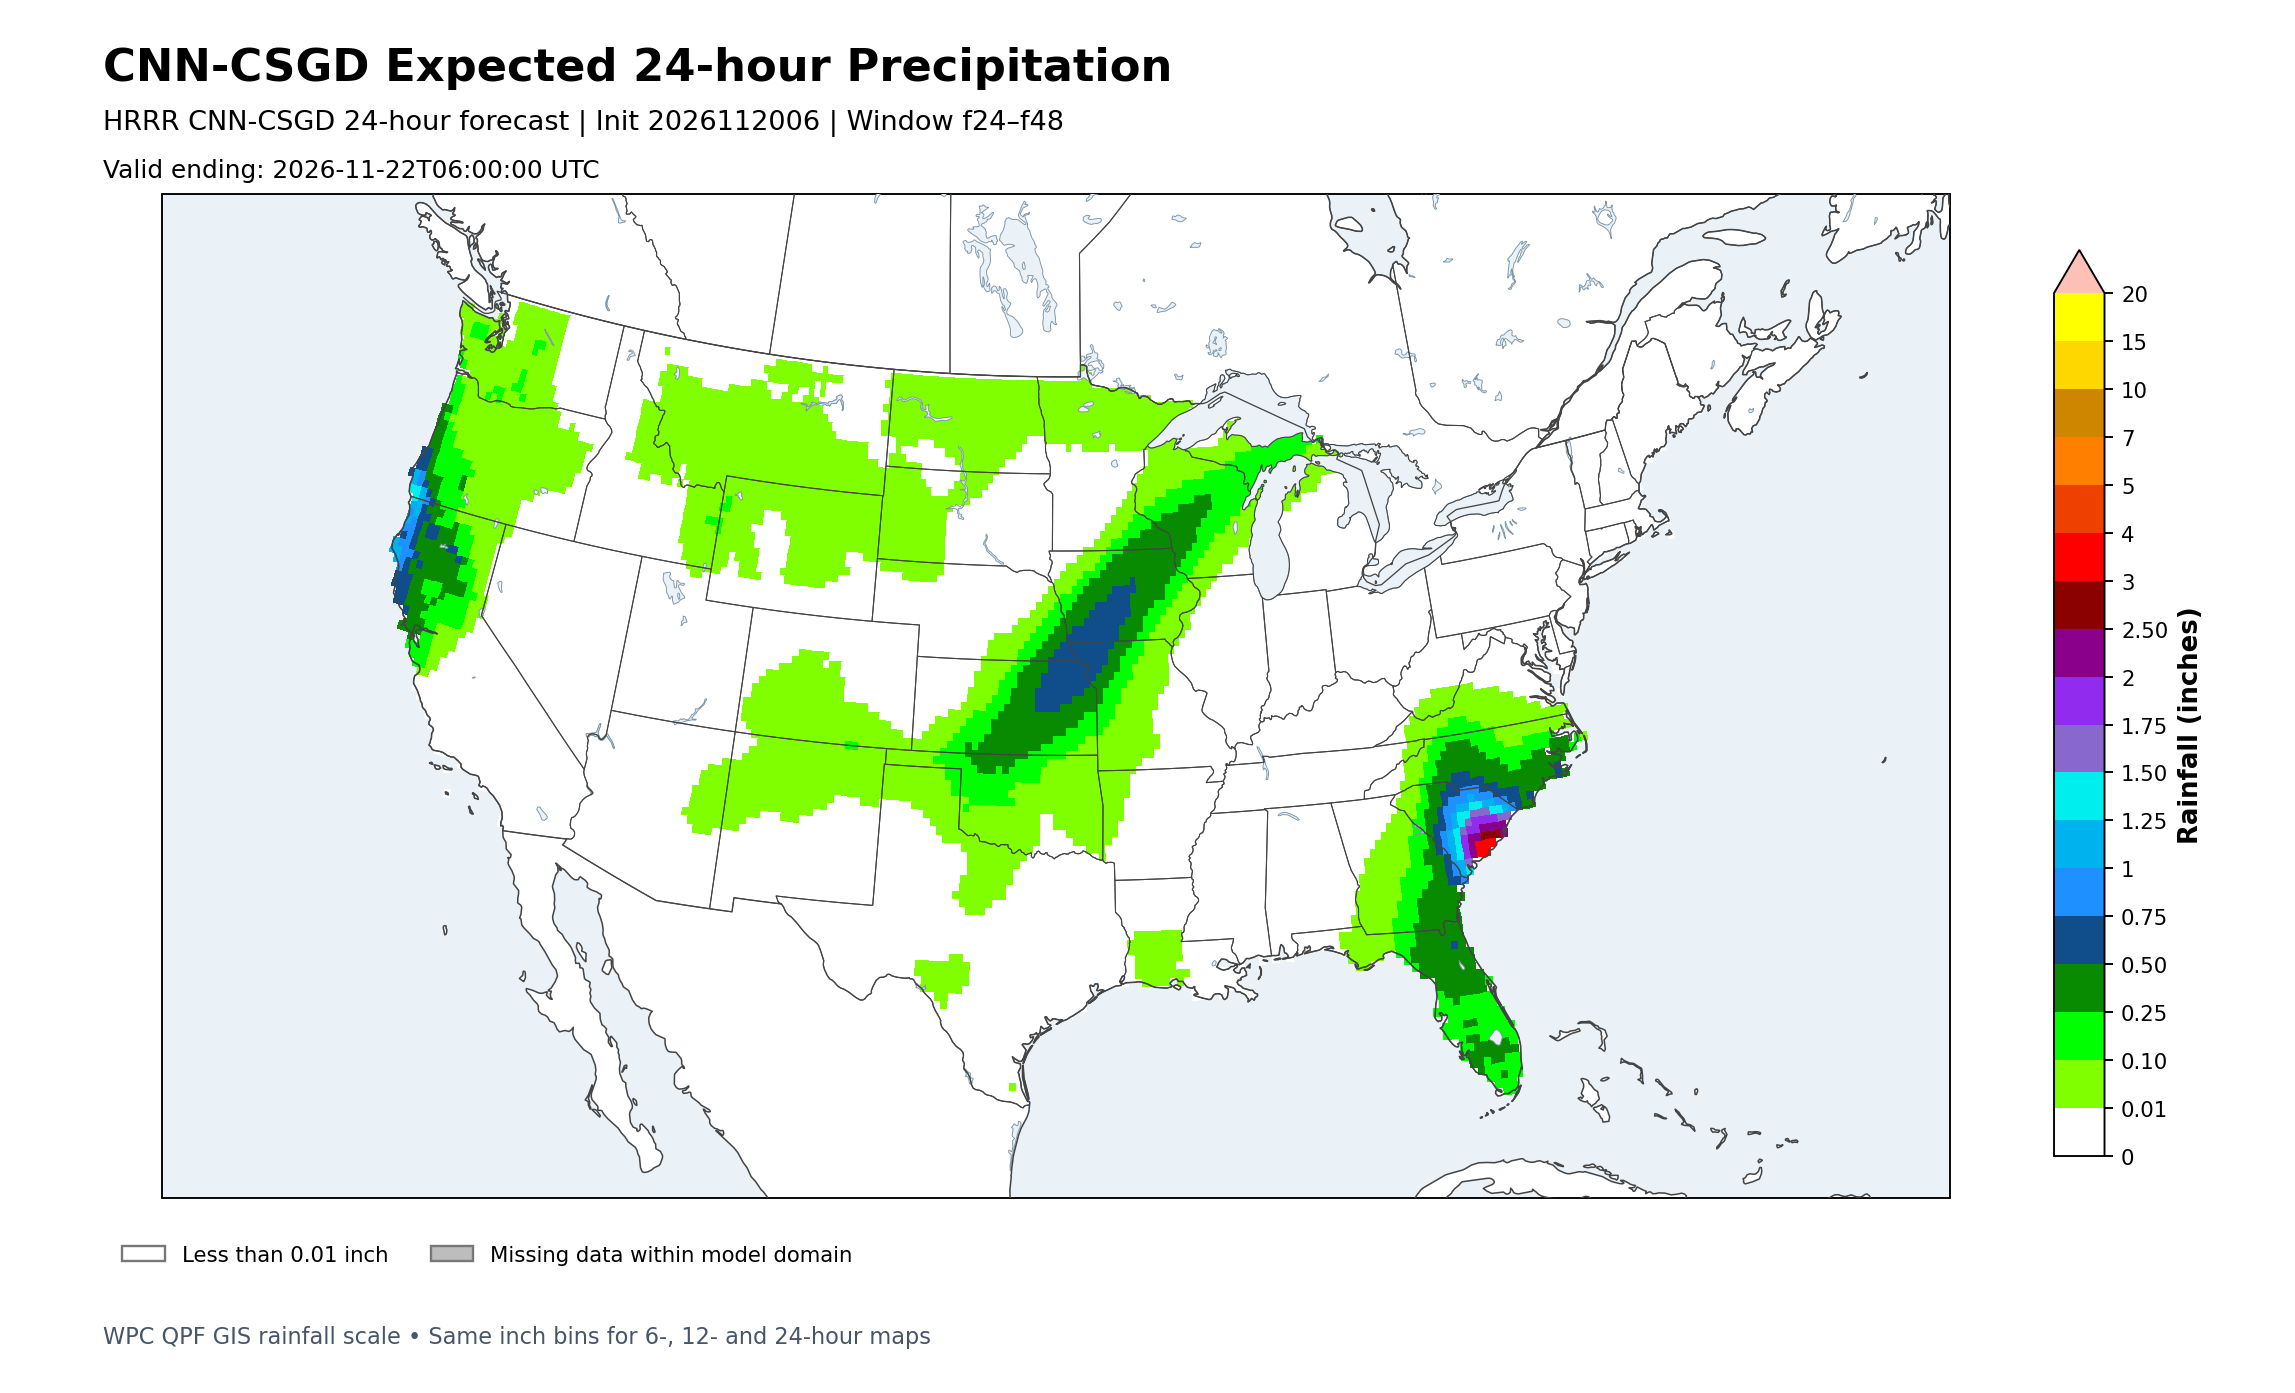 CNN-CSGD Expected 24-hour Precipitation
HRRR CNN-CSGD 24-hour forecast | Init 2026112006 | Window f24–f48
Valid ending: 2026-11-22T06:00:00 UTC
20
15
10
7
5
4
3
2.50
2
1.75
1.50
1.25
1
0.75
0.50
0.25
0.10
0.01
0
Rainfall (inches)
Less than 0.01 inch
Missing data within model domain
WPC QPF GIS rainfall scale • Same inch bins for 6-, 12- and 24-hour maps